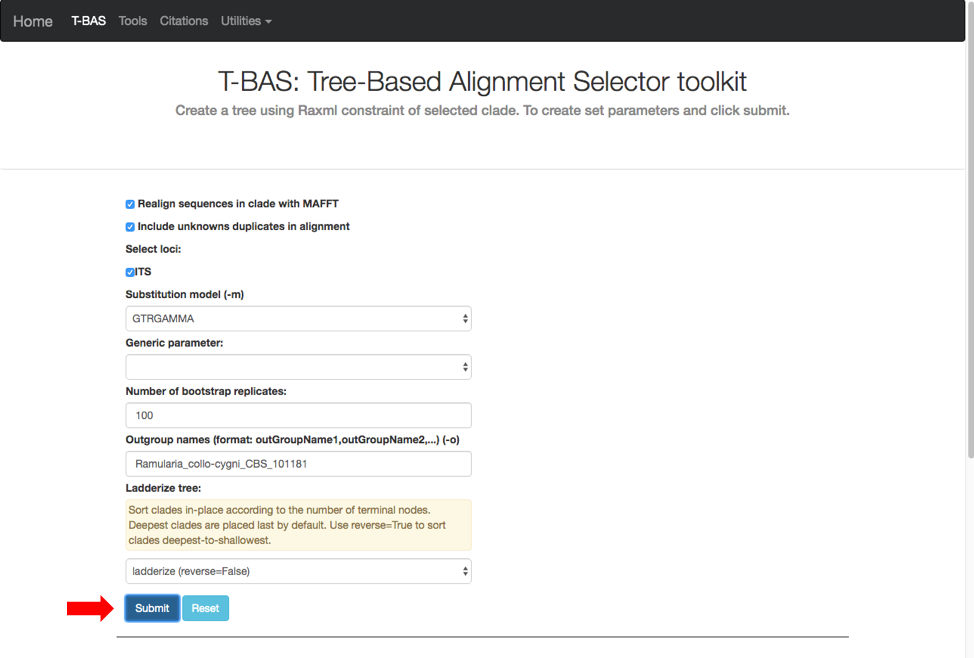 Home T-BAS Tools Citations Utilities
T-BAS: Tree-Based Alignment Selector toolkit
Create a tree using Raxml constraint of selected clade. To create set parameters and click submit.
Realign sequences in clade with MAFFT
Include unknowns duplicates in alignment
Select loci:
ITS
Substitution model (-m)
GTRGAMMA
Generic parameter:
Number of bootstrap replicates:
100
Outgroup names (format: outGroupName1,outGroupName2,...) (-o)
Ramularia_collo-cygni_CBS_101181
Ladderize tree:
Sort clades in-place according to the number of terminal nodes.
Deepest clades are placed last by default. Use reverse=True to sort
clades deepest-to-shallowest.
ladderize (reverse=False)
Submit Reset